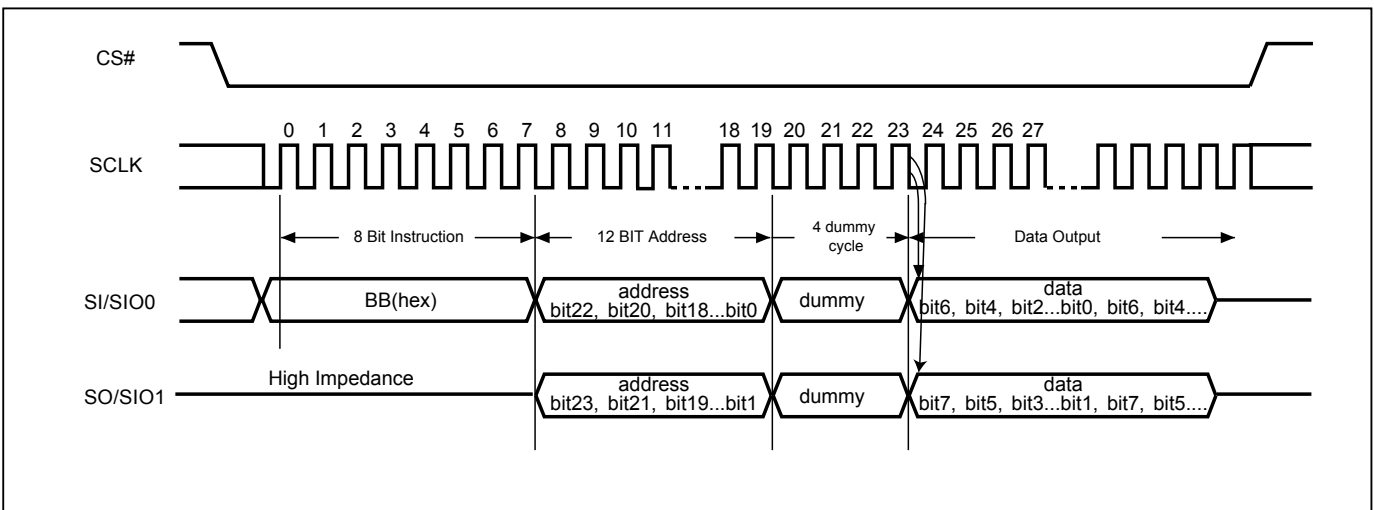 CS#
0 1 2 3 4 5 6 7 8 9 10 11 18 19 20 21 22 23 24 25 26 27
SCLK
8 Bit Instruction
12 BIT Address
4 dummy
cycle
Data Output
SI/SIO0
BB(hex)
address
bit22, bit20, bit18...bit0
dummy
data
bit6, bit4, bit2...bit0, bit6, bit4....
SO/SIO1
High Impedance
address
bit23, bit21, bit19...bit1
dummy
data
bit7, bit5, bit3...bit1, bit7, bit5....